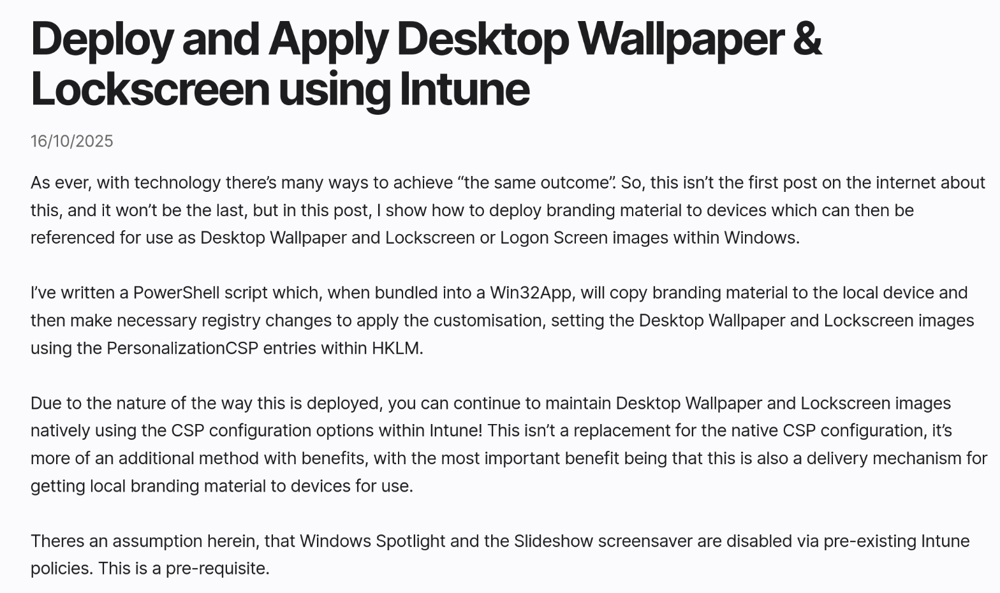 Deploy and Apply Desktop Wallpaper &
Lockscreen using Intune
16/10/2025
As ever, with technology there’s many ways to achieve “the same outcome”. So, this isn’t the first post on the internet about
this, and it won’t be the last, but in this post, I show how to deploy branding material to devices which can then be
referenced for use as Desktop Wallpaper and Lockscreen or Logon Screen images within Windows.
I’ve written a PowerShell script which, when bundled into a Win32App, will copy branding material to the local device and
then make necessary registry changes to apply the customisation, setting the Desktop Wallpaper and Lockscreen images
using the PersonalizationCSP entries within HKLM.
Due to the nature of the way this is deployed, you can continue to maintain Desktop Wallpaper and Lockscreen images
natively using the CSP configuration options within Intune! This isn’t a replacement for the native CSP configuration, it’s
more of an additional method with benefits, with the most important benefit being that this is also a delivery mechanism for
getting local branding material to devices for use.
Theres an assumption herein, that Windows Spotlight and the Slideshow screensaver are disabled via pre-existing Intune
policies. This is a pre-requisite.